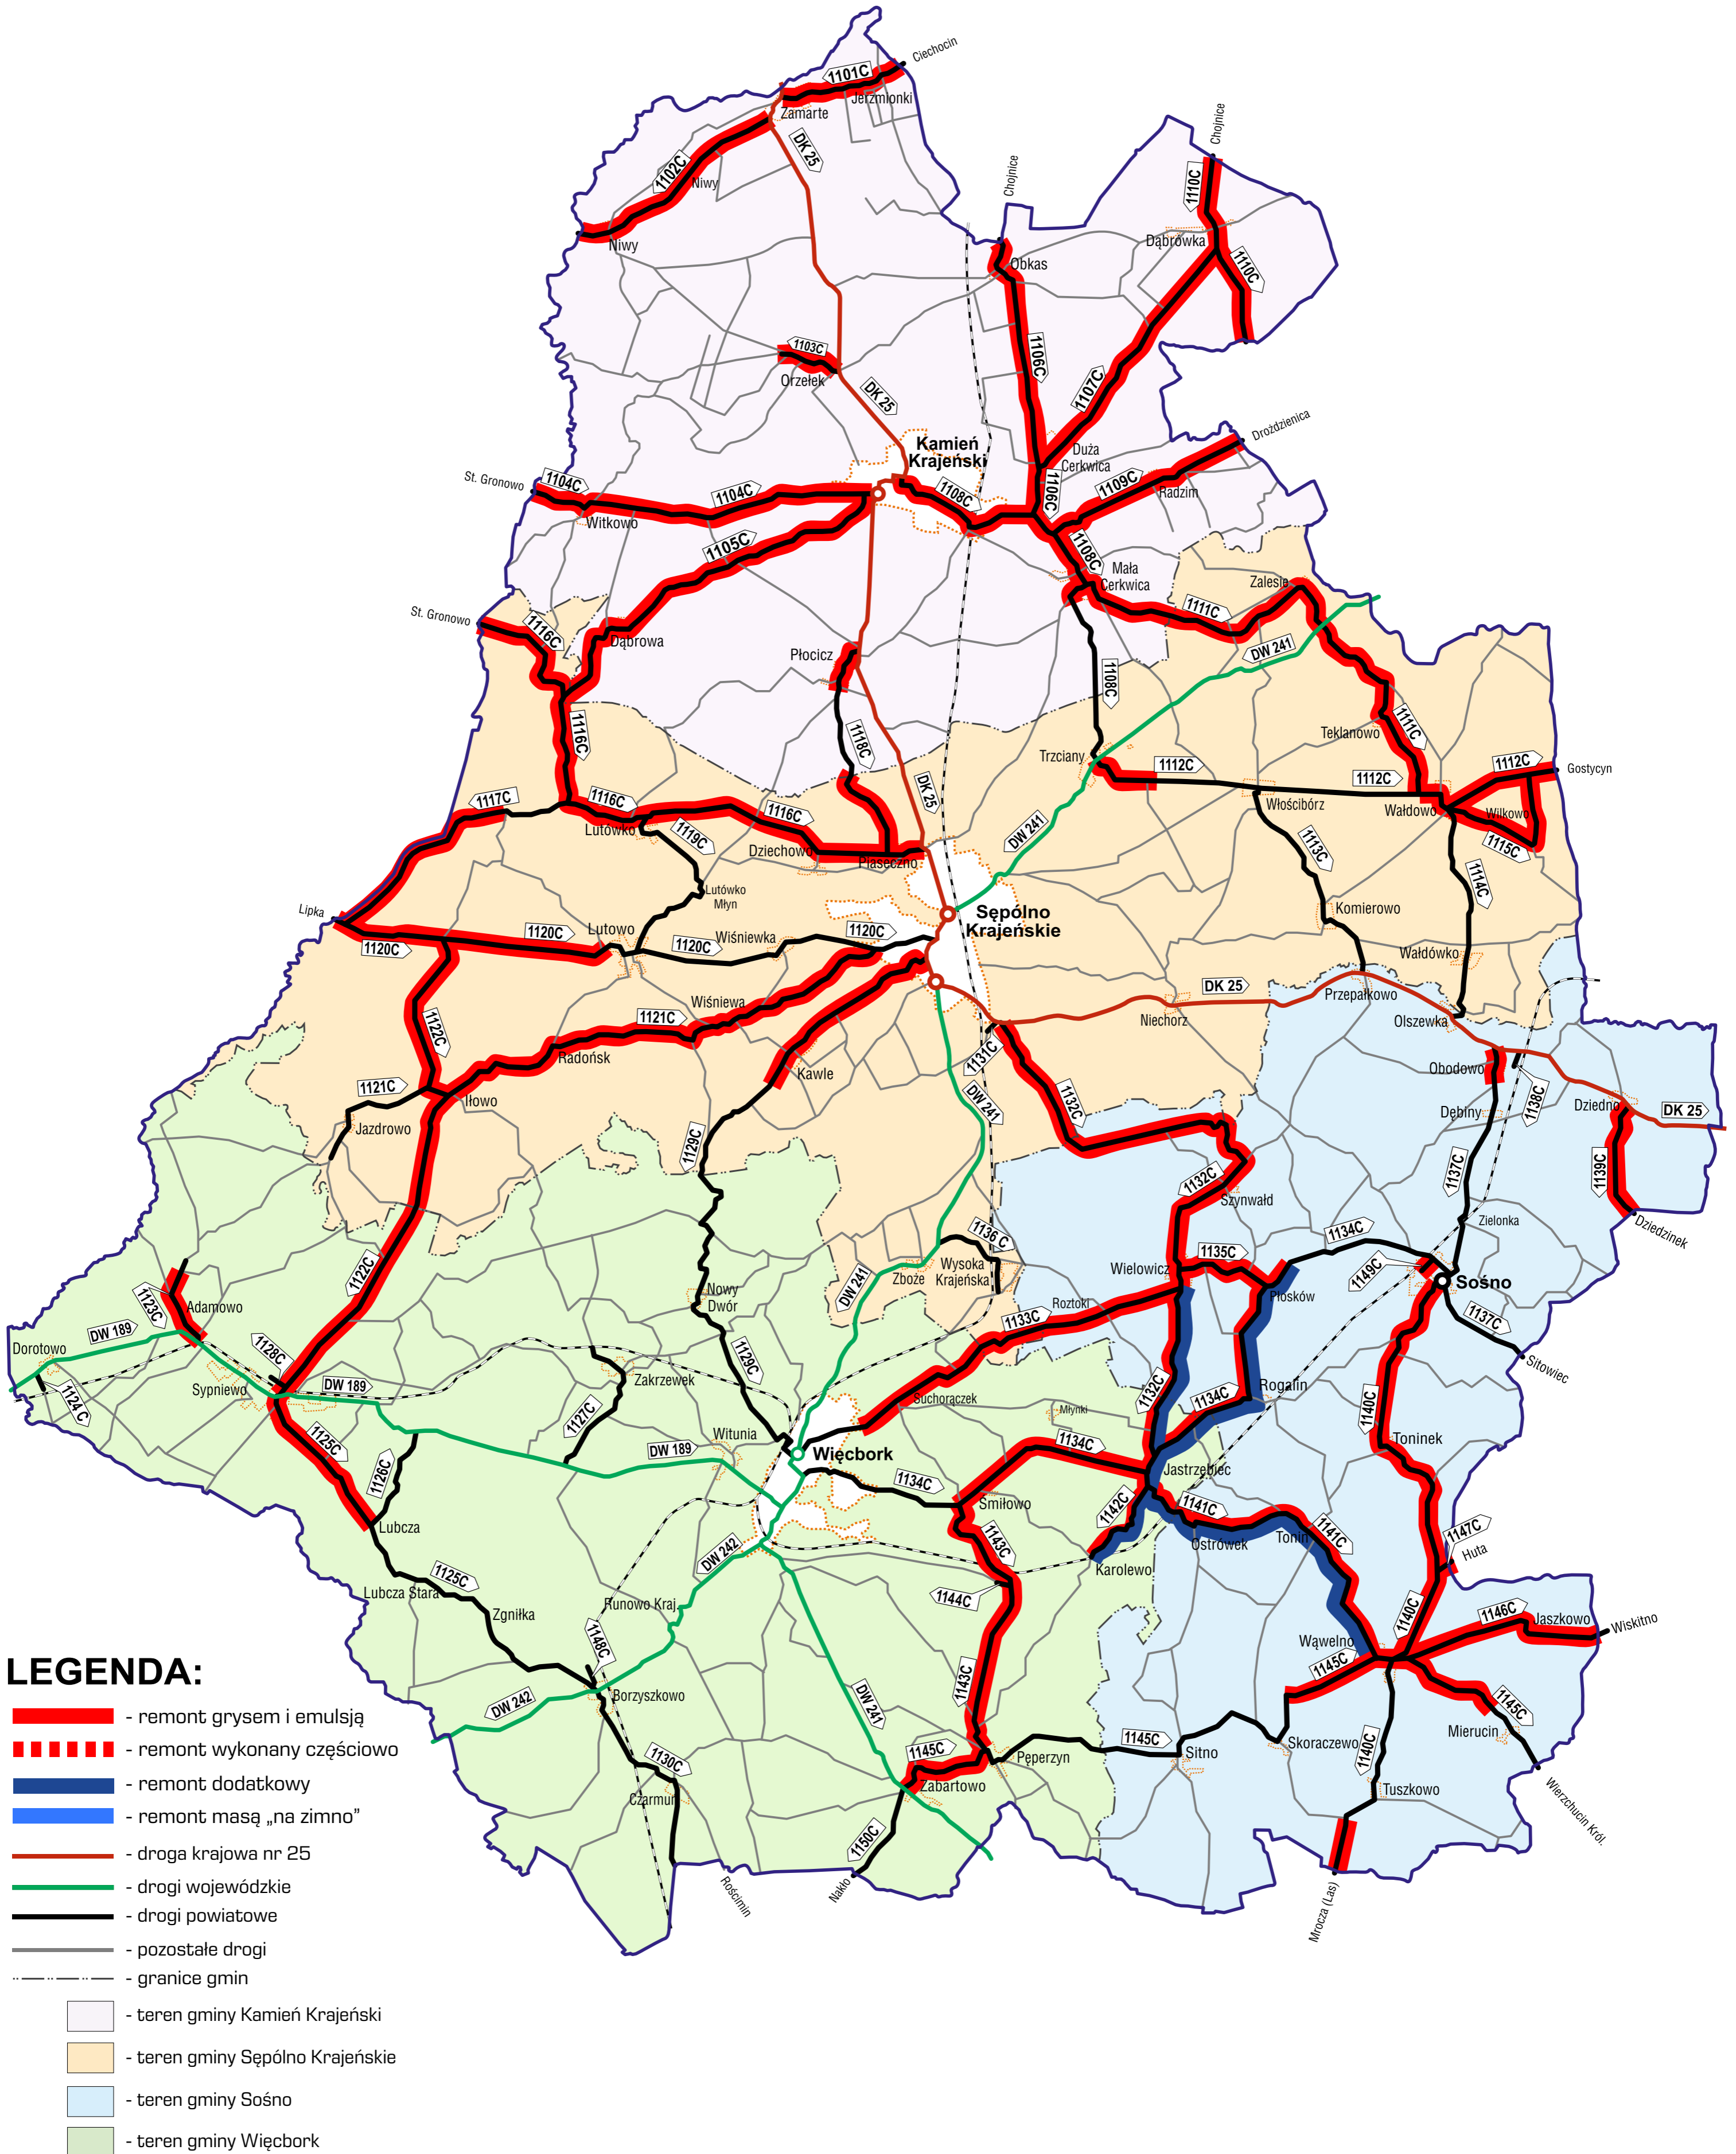 Ciechocin
1101C
Jerzmionki
Zamarte
DK 25
1102C
Niwy
Niwy
Chojnice
Chojnice
1110C
Dąbrówka
1110C
Obkas
1103C
Orzełek
1106C
1107C
DK 25
Kamień
Krajeński
Duża
Cerkwica
Drożdzienica
St. Gronowo
1104C
1104C
Witkowo
1108C
1106C
1109C
Radzim
1105C
1108C
Mała
Cerkwica
Zalesie
St. Gronowo
1116C
Dąbrowa
1111C
Płocicz
DW 241
1108C
1116C
1118C
Teklanowo
1111C
Trzciany
1112C
1112C
1112C
Gostycyn
DK 25
1117C
1116C
1116C
Włościbórz
Wałdowo
Wilkowo
Lutówko
1119C
Dziechowo
Piaseczno
DW 241
1113C
1115C
1114C
Lutówko
Młyn
Lipka
Sępólno
Krajeńskie
Komierowo
1120C
1120C
Lutowo
1120C
Wiśniewka
1120C
Wałdówko
1122C
Wiśniewa
1121C
Niechorz
DK 25
Przepałkowo
Olszewka
Radońsk
1131C
Kawle
1121C
Iłowo
Jazdrowo
DW 241
1132C
Obodowo
1138C
Dębiny
Dziedno
DK 25
1129C
1137C
1139C
1132C
Szynwałd
Zielonka
Dziedzinek
1136 C
1134C
Wysoka
Krajeńska
Zboże
Wielowicz
1135C
1149C
Sośno
1122C
1123C
Adamowo
Nowy
Dwór
DW 241
Roztoki
1133C
Płosków
1137C
DW 189
Dorotowo
1128C
1129C
Sitowiec
1124 C
Sypniewo
DW 189
Zakrzewek
Suchorączek
1132C
1134C
Rogalin
1140C
1127C
Młynki
1125C
Witunia
DW 189
Więcbork
1134C
Toninek
1126C
1134C
Jastrzębiec
Śmiłowo
1142C
1141C
Lubcza
1143C
Ostrówek
Tonin
1141C
1147C
Huta
DW 242
Karolewo
1125C
Lubcza Stara
1144C
Zgniłka
Runowo Kraj.
1140C
1146C
Jaszkowo
Wiskitno
1148C
Wąwelno
1145C
LEGENDA:
1143C
Borzyszkowo
DW 242
DW 241
1145C
Mierucin
- remont grysem i emulsją
1145C
Skoraczewo
1140C
- remont wykonany częściowo
1130C
1145C
Pęperzyn
Sitno
Zabartowo
Tuszkowo
Wierzchucin Król.
- remont dodatkowy
Czarmuń
- remont masą „na zimno”
1150C
- droga krajowa nr 25
Rościmin
Nakło
Mrocza (Las)
- drogi wojewódzkie
- drogi powiatowe
- pozostałe drogi
- granice gmin
- teren gminy Kamień Krajeński
- teren gminy Sępólno Krajeńskie
- teren gminy Sośno
- teren gminy Więcbork